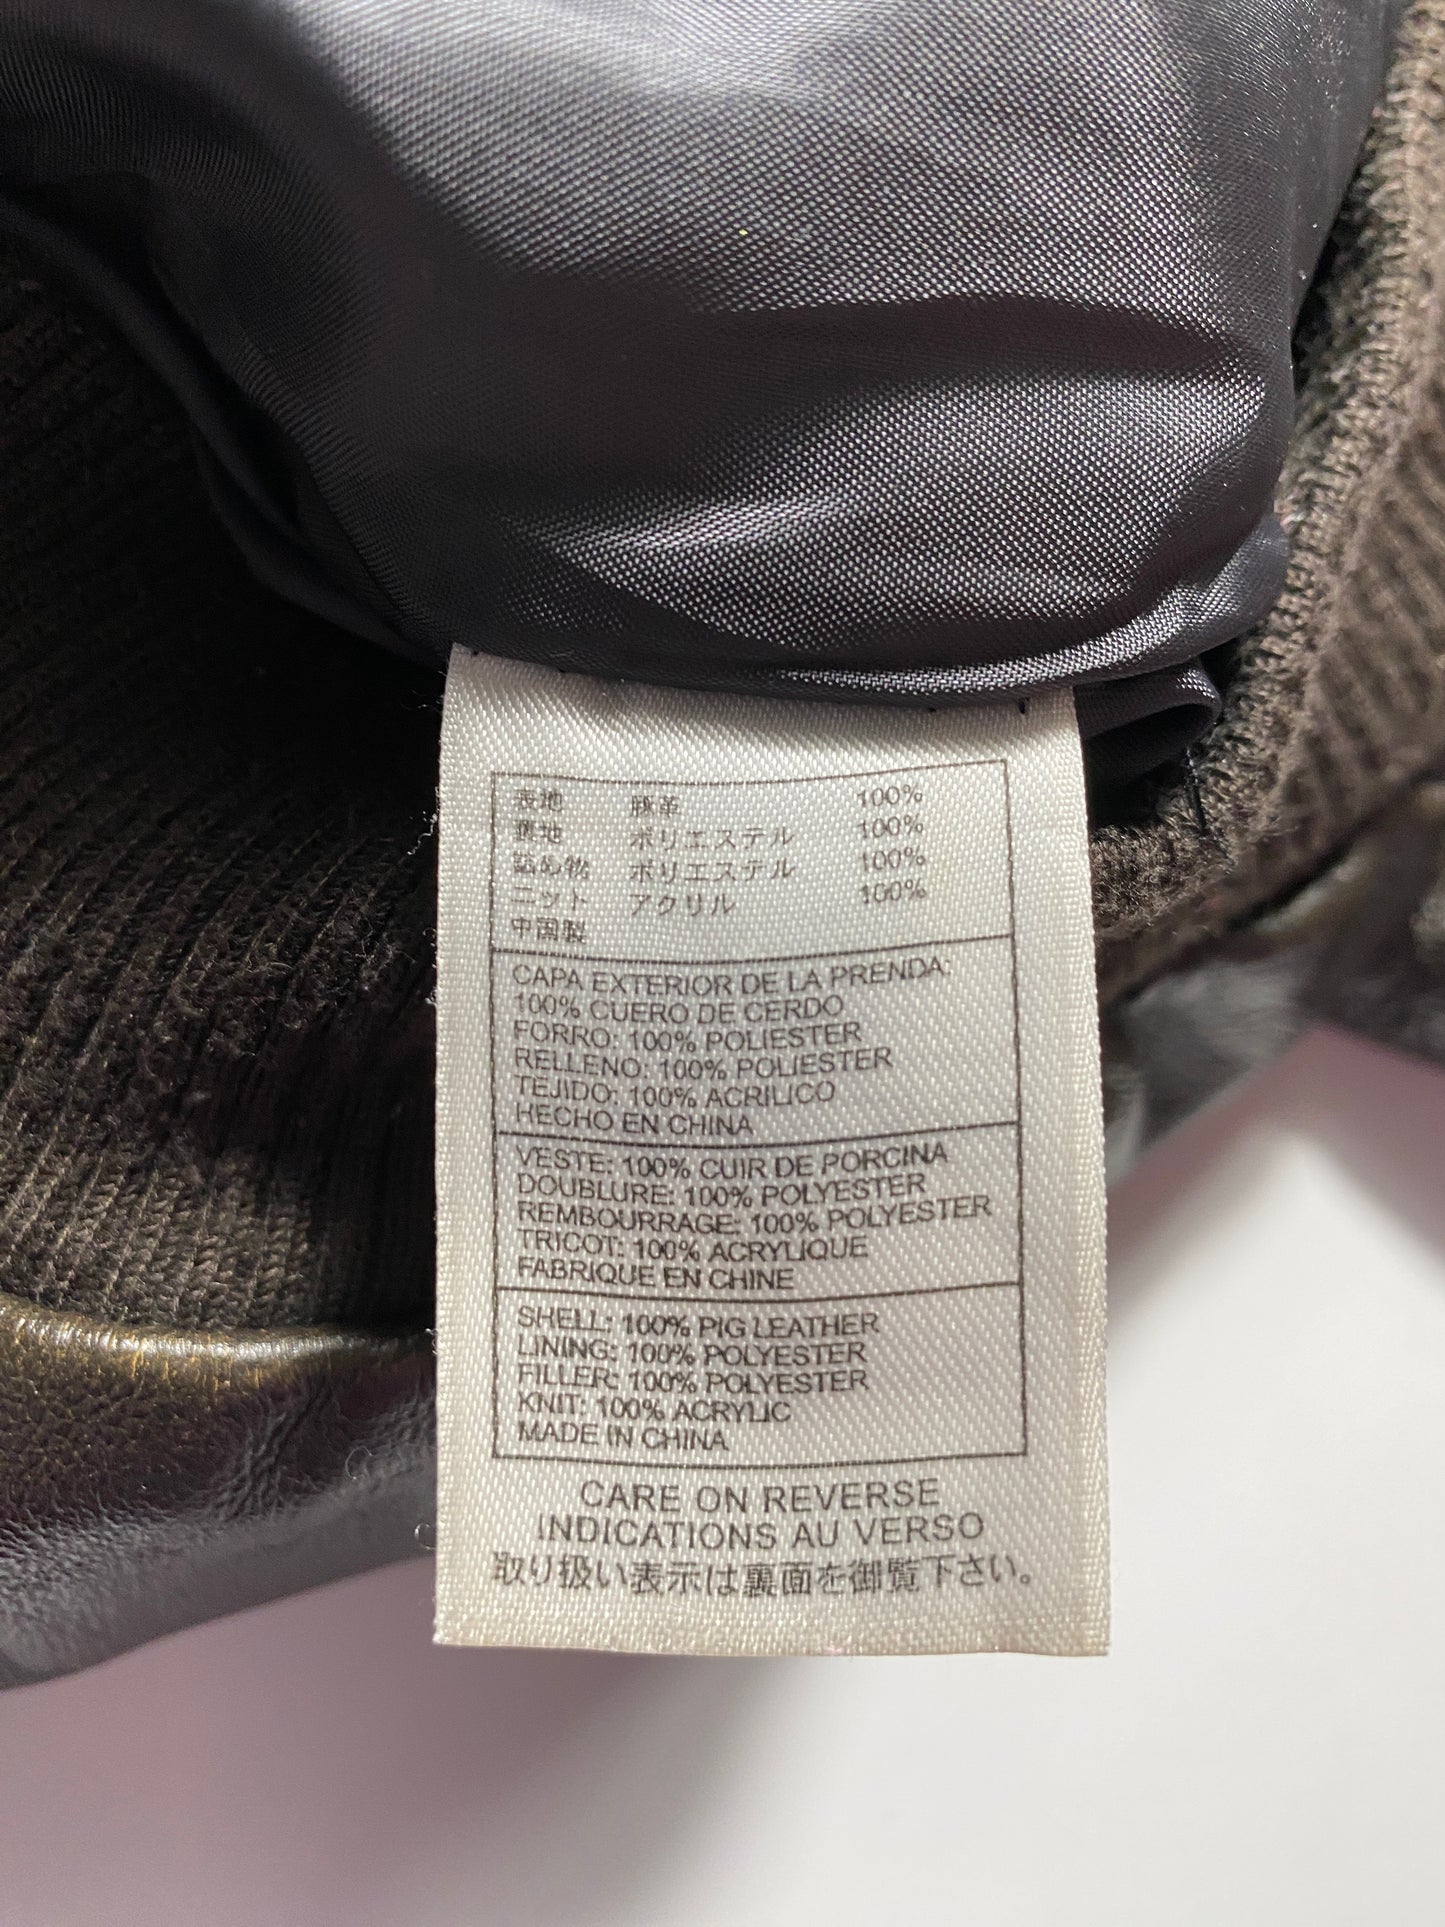 表地 豚革 100%
裏地 ポリエステル 100%
詰め物 ポリエステル 100%
ニット アクリル 100%
中国製
CAPA EXTERIOR DE LA PRENDA:
100% CUERO DE CERDO
FORRO: 100% POLIESTER
RELLENO: 100% POLIESTER
TEJIDO: 100% ACRILICO
HECHO EN CHINA
VESTE: 100% CUIR DE PORCINA
DOUBLURE: 100% POLYESTER
REMBOURRAGE: 100% POLYESTER
TRICOT: 100% ACRYLIQUE
FABRIQUE EN CHINE
SHELL: 100% PIG LEATHER
LINING: 100% POLYESTER
FILLER: 100% POLYESTER
KNIT: 100% ACRYLIC
MADE IN CHINA
CARE ON REVERSE
INDICATIONS AU VERSO
取り扱い表示は裏面を御覧下さい。